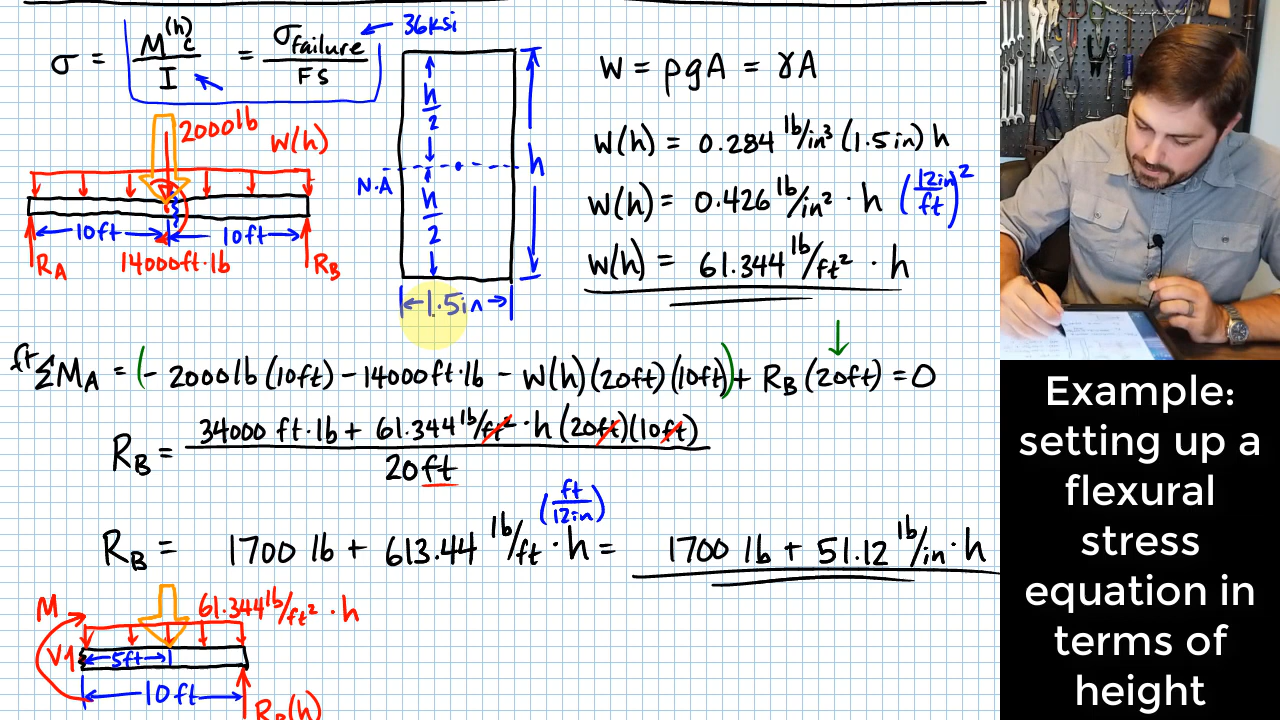 σ = M(h)c / I = σfailure / FS ← 36ksi
2000lb
W(h)
10ft 10ft
RA 14000ft·lb RB
h/2
N.A
h/2
h
1.5in
W = ρgA = γA
W(h) = 0.284 lb/in³ (1.5in) h
W(h) = 0.426 lb/in² · h (12in/ft)²
W(h) = 61.344 lb/ft² · h
ft ΣMA = (- 2000lb (10ft) - 14000ft·lb - W(h)(20ft)(10ft)) + RB (20ft) = 0
RB = 34000 ft·lb + 61.344 lb/ft² · h (20ft)(10ft) / 20ft
RB = 1700 lb + 613.44 lb/ft · h (ft/12in) = 1700 lb + 51.12 lb/in · h
M
61.344 lb/ft² · h
V
5ft
10ft
RB(h)
Example:
setting up a
flexural
stress
equation in
terms of
height